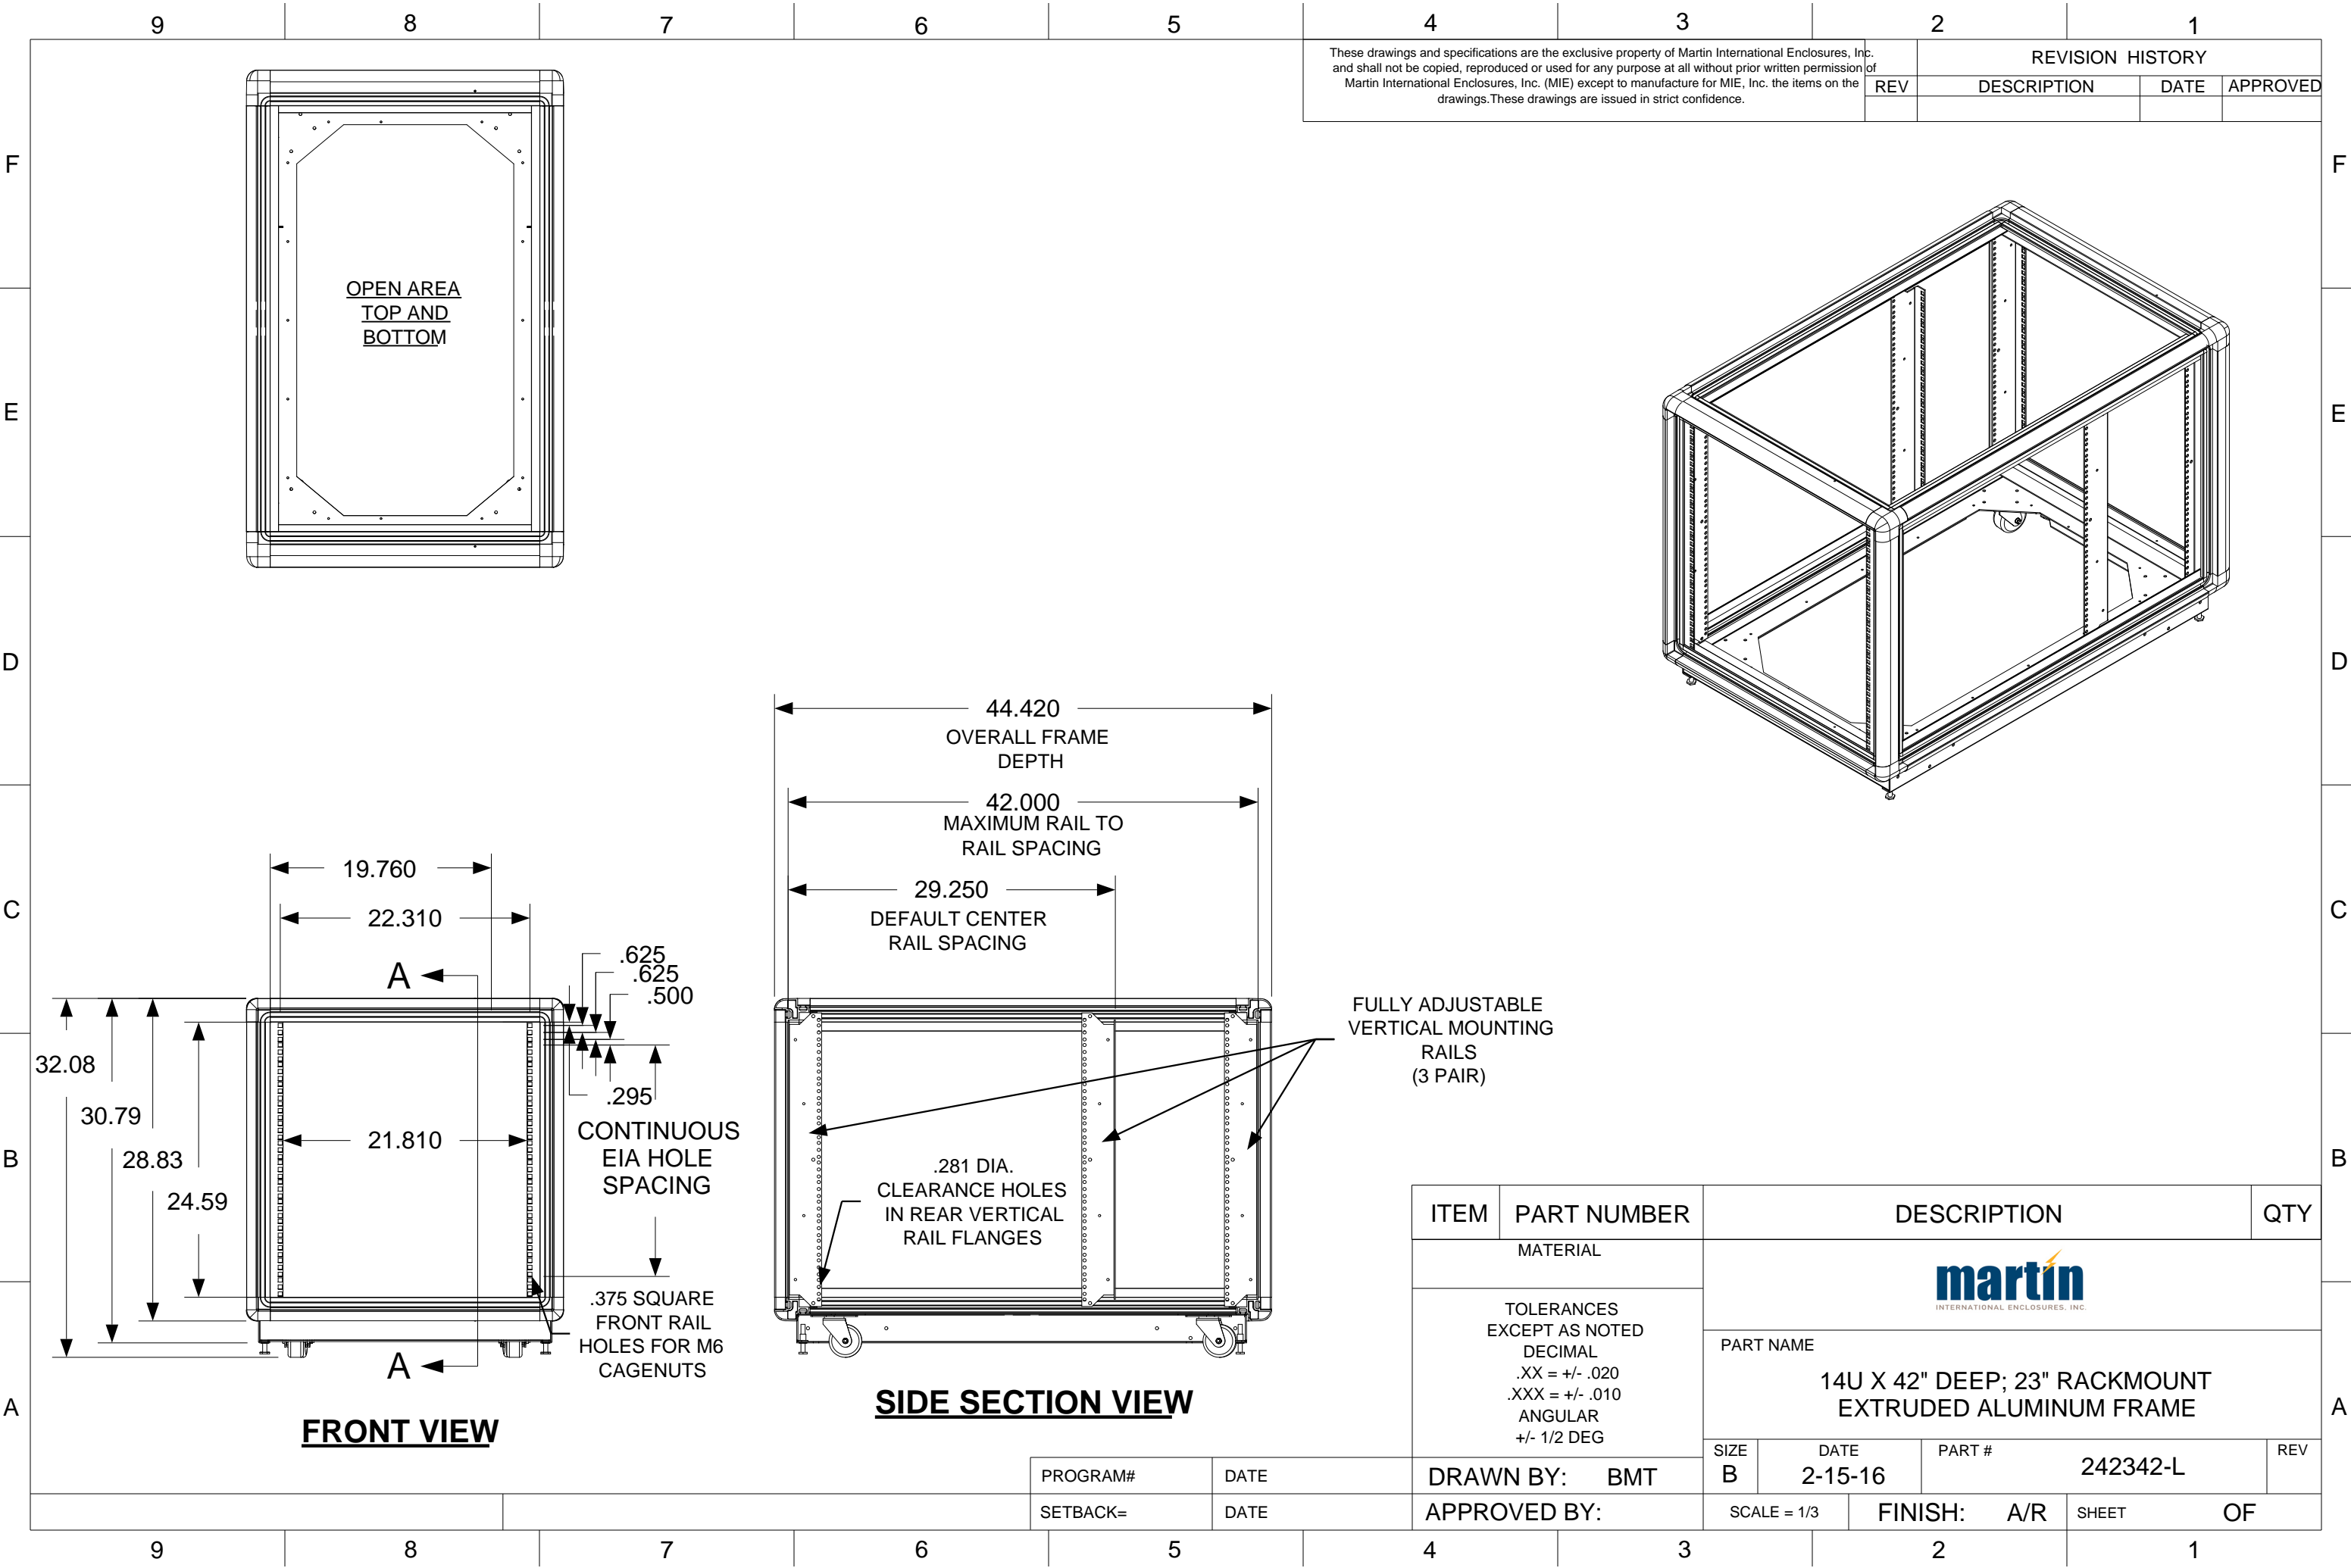 9 8 7 6 5 4 3 2 1
These drawings and specifications are the exclusive property of Martin International Enclosures, Inc.
and shall not be copied, reproduced or used for any purpose at all without prior written permission of
Martin International Enclosures, Inc. (MIE) except to manufacture for MIE, Inc. the items on the
drawings.These drawings are issued in strict confidence.
REVISION HISTORY
REV DESCRIPTION DATE APPROVED
F F
OPEN AREA
TOP AND
BOTTOM
E E
D D
44.420
OVERALL FRAME
DEPTH
42.000
MAXIMUM RAIL TO
RAIL SPACING
29.250
DEFAULT CENTER
RAIL SPACING
C C
19.760
22.310
A
.625
.625
.500
.295
32.08
30.79
28.83
24.59
21.810
CONTINUOUS
EIA HOLE
SPACING
.375 SQUARE
FRONT RAIL
HOLES FOR M6
CAGENUTS
A
FRONT VIEW
FULLY ADJUSTABLE
VERTICAL MOUNTING
RAILS
(3 PAIR)
.281 DIA.
CLEARANCE HOLES
IN REAR VERTICAL
RAIL FLANGES
SIDE SECTION VIEW
B B
A A
ITEM PART NUMBER DESCRIPTION QTY
MATERIAL
TOLERANCES
EXCEPT AS NOTED
DECIMAL
.XX = +/- .020
.XXX = +/- .010
ANGULAR
+/- 1/2 DEG
martin
INTERNATIONAL ENCLOSURES, INC.
PART NAME
14U X 42" DEEP; 23" RACKMOUNT
EXTRUDED ALUMINUM FRAME
SIZE
B
DATE
2-15-16
PART #
242342-L
REV
PROGRAM# DATE
DRAWN BY: BMT
SETBACK= DATE
APPROVED BY:
SCALE = 1/3
FINISH: A/R
SHEET OF
9 8 7 6 5 4 3 2 1